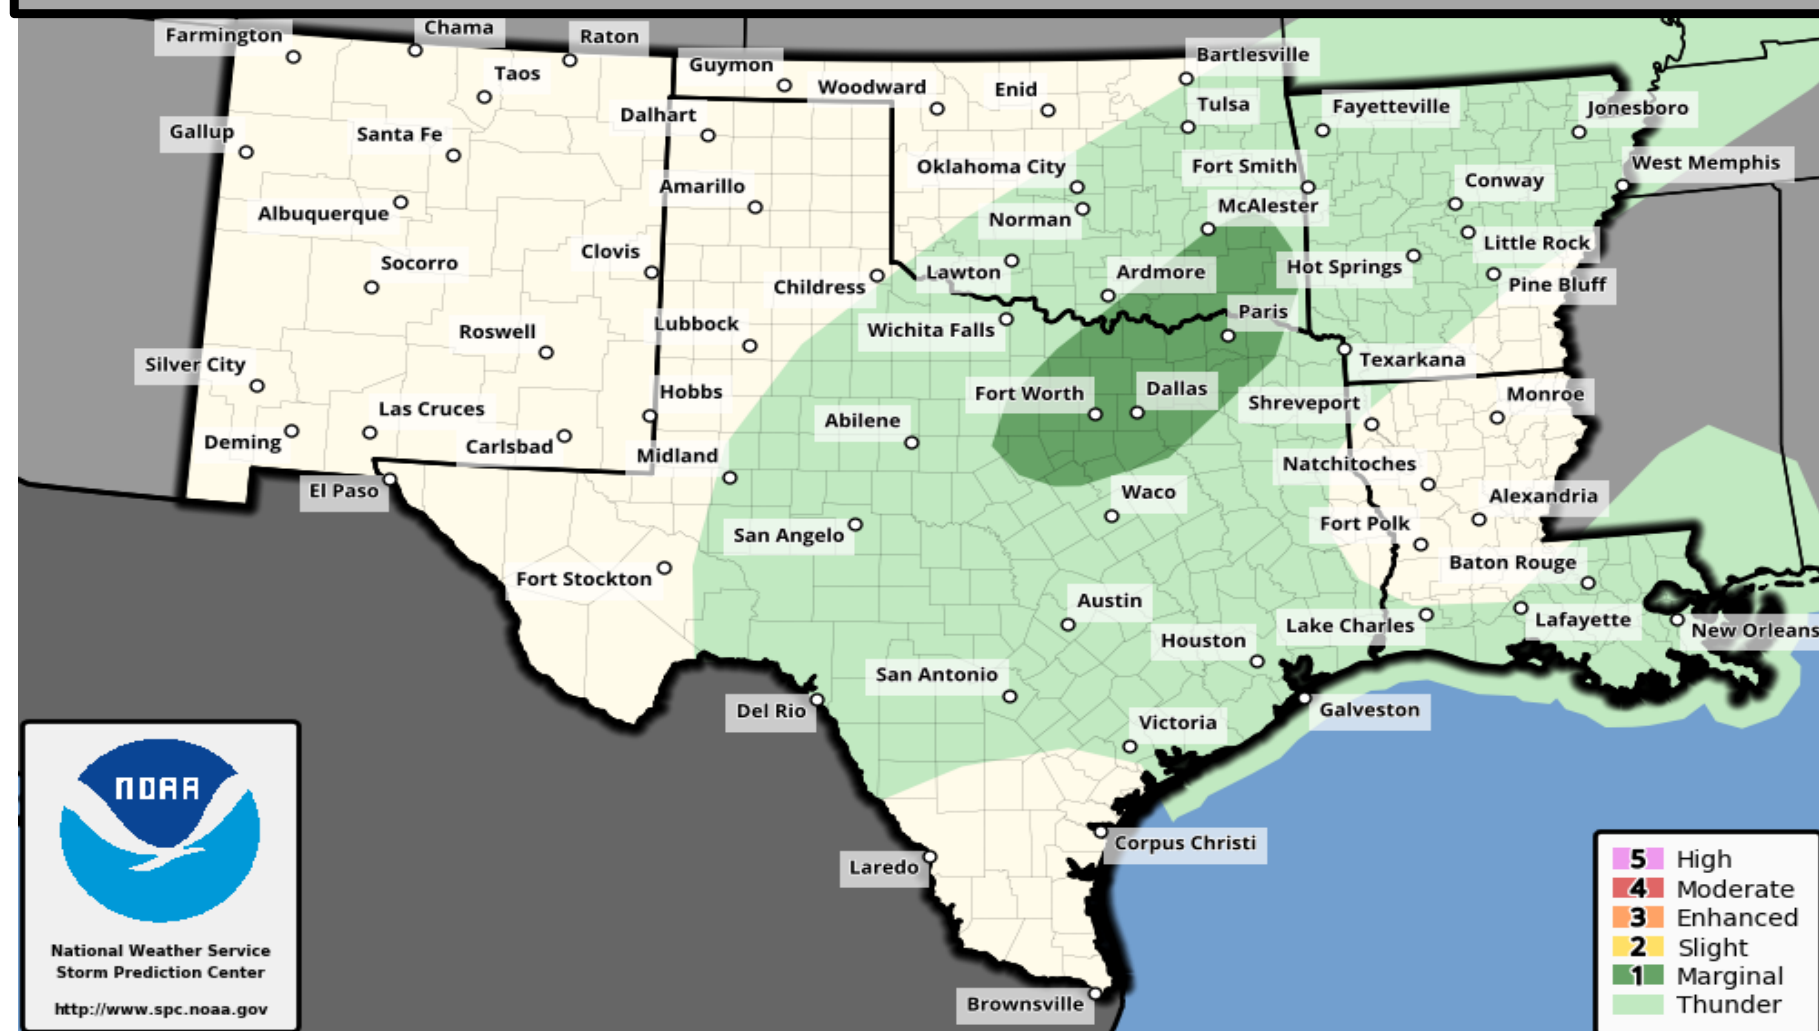 Farmington
Chama
Raton
Taos
Guymon
Woodward
Enid
Bartlesville
Tulsa
Fayetteville
Jonesboro
Gallup
Santa Fe
Dalhart
Oklahoma City
Fort Smith
Conway
West Memphis
Albuquerque
Amarillo
Norman
McAlester
Socorro
Clovis
Childress
Lawton
Ardmore
Hot Springs
Little Rock
Pine Bluff
Silver City
Roswell
Lubbock
Wichita Falls
Paris
Texarkana
Deming
Las Cruces
Carlsbad
Hobbs
Midland
Abilene
Fort Worth
Dallas
Shreveport
Monroe
El Paso
San Angelo
Waco
Natchitoches
Alexandria
Fort Polk
Fort Stockton
Austin
Baton Rouge
Houston
Lake Charles
Lafayette
New Orleans
Del Rio
San Antonio
Victoria
Galveston
Laredo
Corpus Christi
Brownsville
NOAA
National Weather Service
Storm Prediction Center
http://www.spc.noaa.gov
5 High
4 Moderate
3 Enhanced
2 Slight
1 Marginal
Thunder